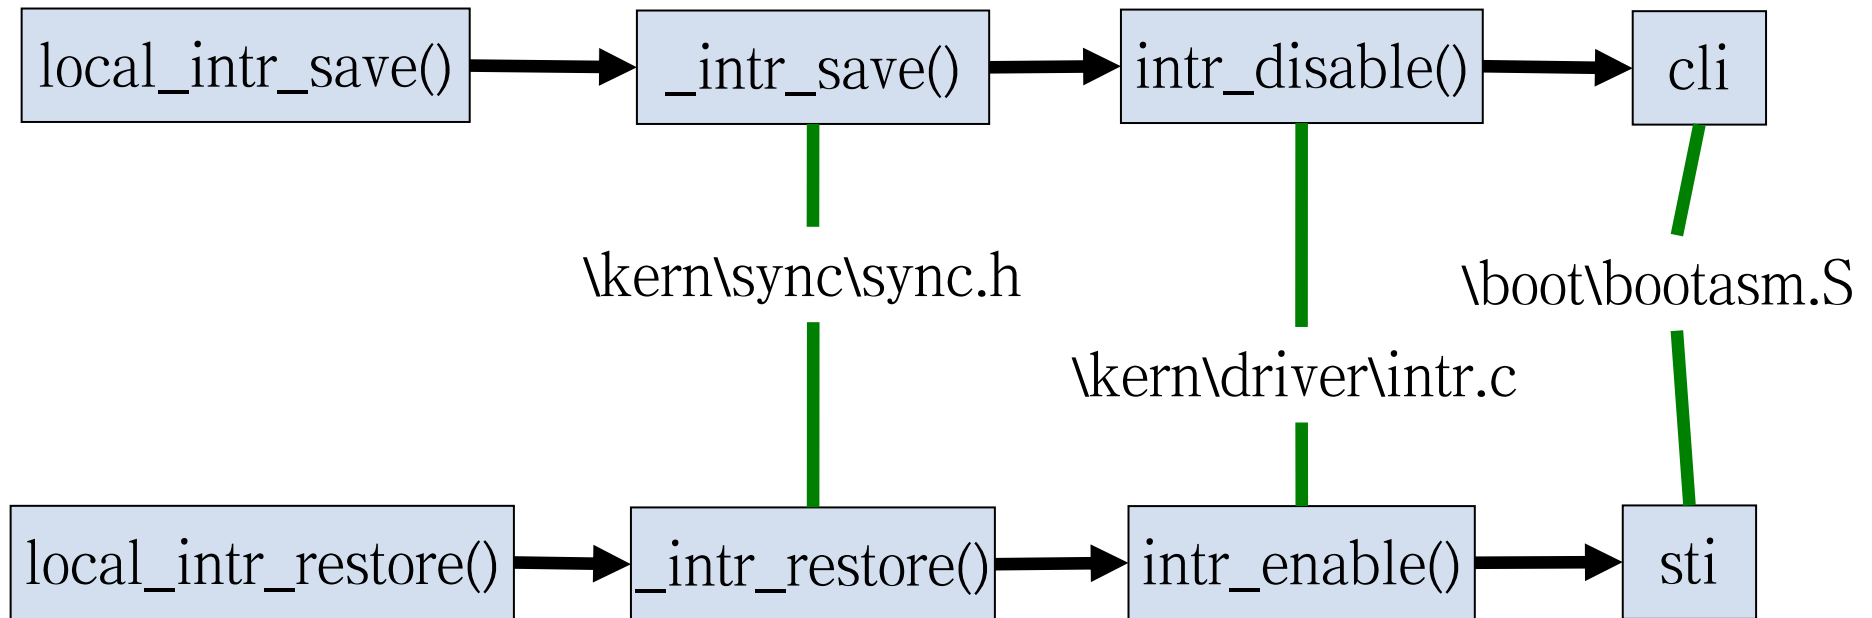 local_intr_save()
_intr_save()
intr_disable()
cli
\kern\sync\sync.h
\boot\bootasm.S
\kern\driver\intr.c
local_intr_restore()
_intr_restore()
intr_enable()
sti